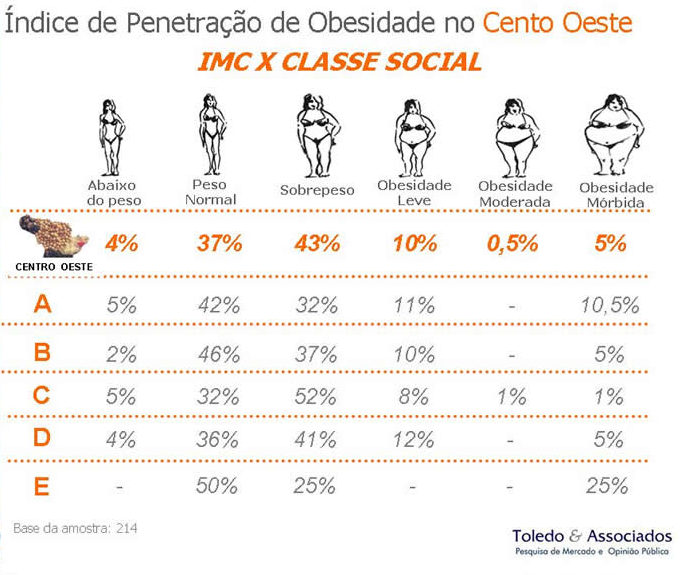 Índice de Penetração de Obesidade no Cento Oeste
IMC X CLASSE SOCIAL
Abaixo do peso
Peso Normal
Sobrepeso
Obesidade Leve
Obesidade Moderada
Obesidade Mórbida
CENTRO OESTE 4% 37% 43% 10% 0,5% 5%
A 5% 42% 32% 11% - 10,5%
B 2% 46% 37% 10% - 5%
C 5% 32% 52% 8% 1% 1%
D 4% 36% 41% 12% - 5%
E - 50% 25% - - 25%
Base da amostra: 214
Toledo & Associados
Pesquisa de Mercado e Opinião Pública